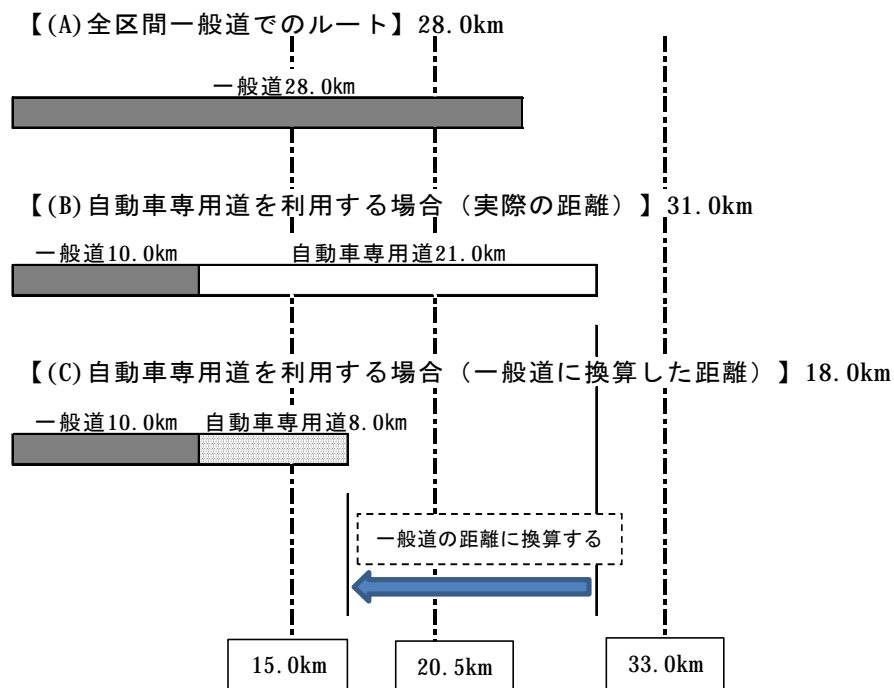 【(A)全区間一般道でのルート】28.0km
一般道28.0㎞
【(B)自動車専用道を利用する場合（実際の距離）】31.0km
一般道10.0㎞ 自動車専用道21.0㎞
【(C)自動車専用道を利用する場合（一般道に換算した距離）】18.0km
一般道10.0㎞ 自動車専用道8.0㎞
一般道の距離に換算する
15.0km 20.5km 33.0km